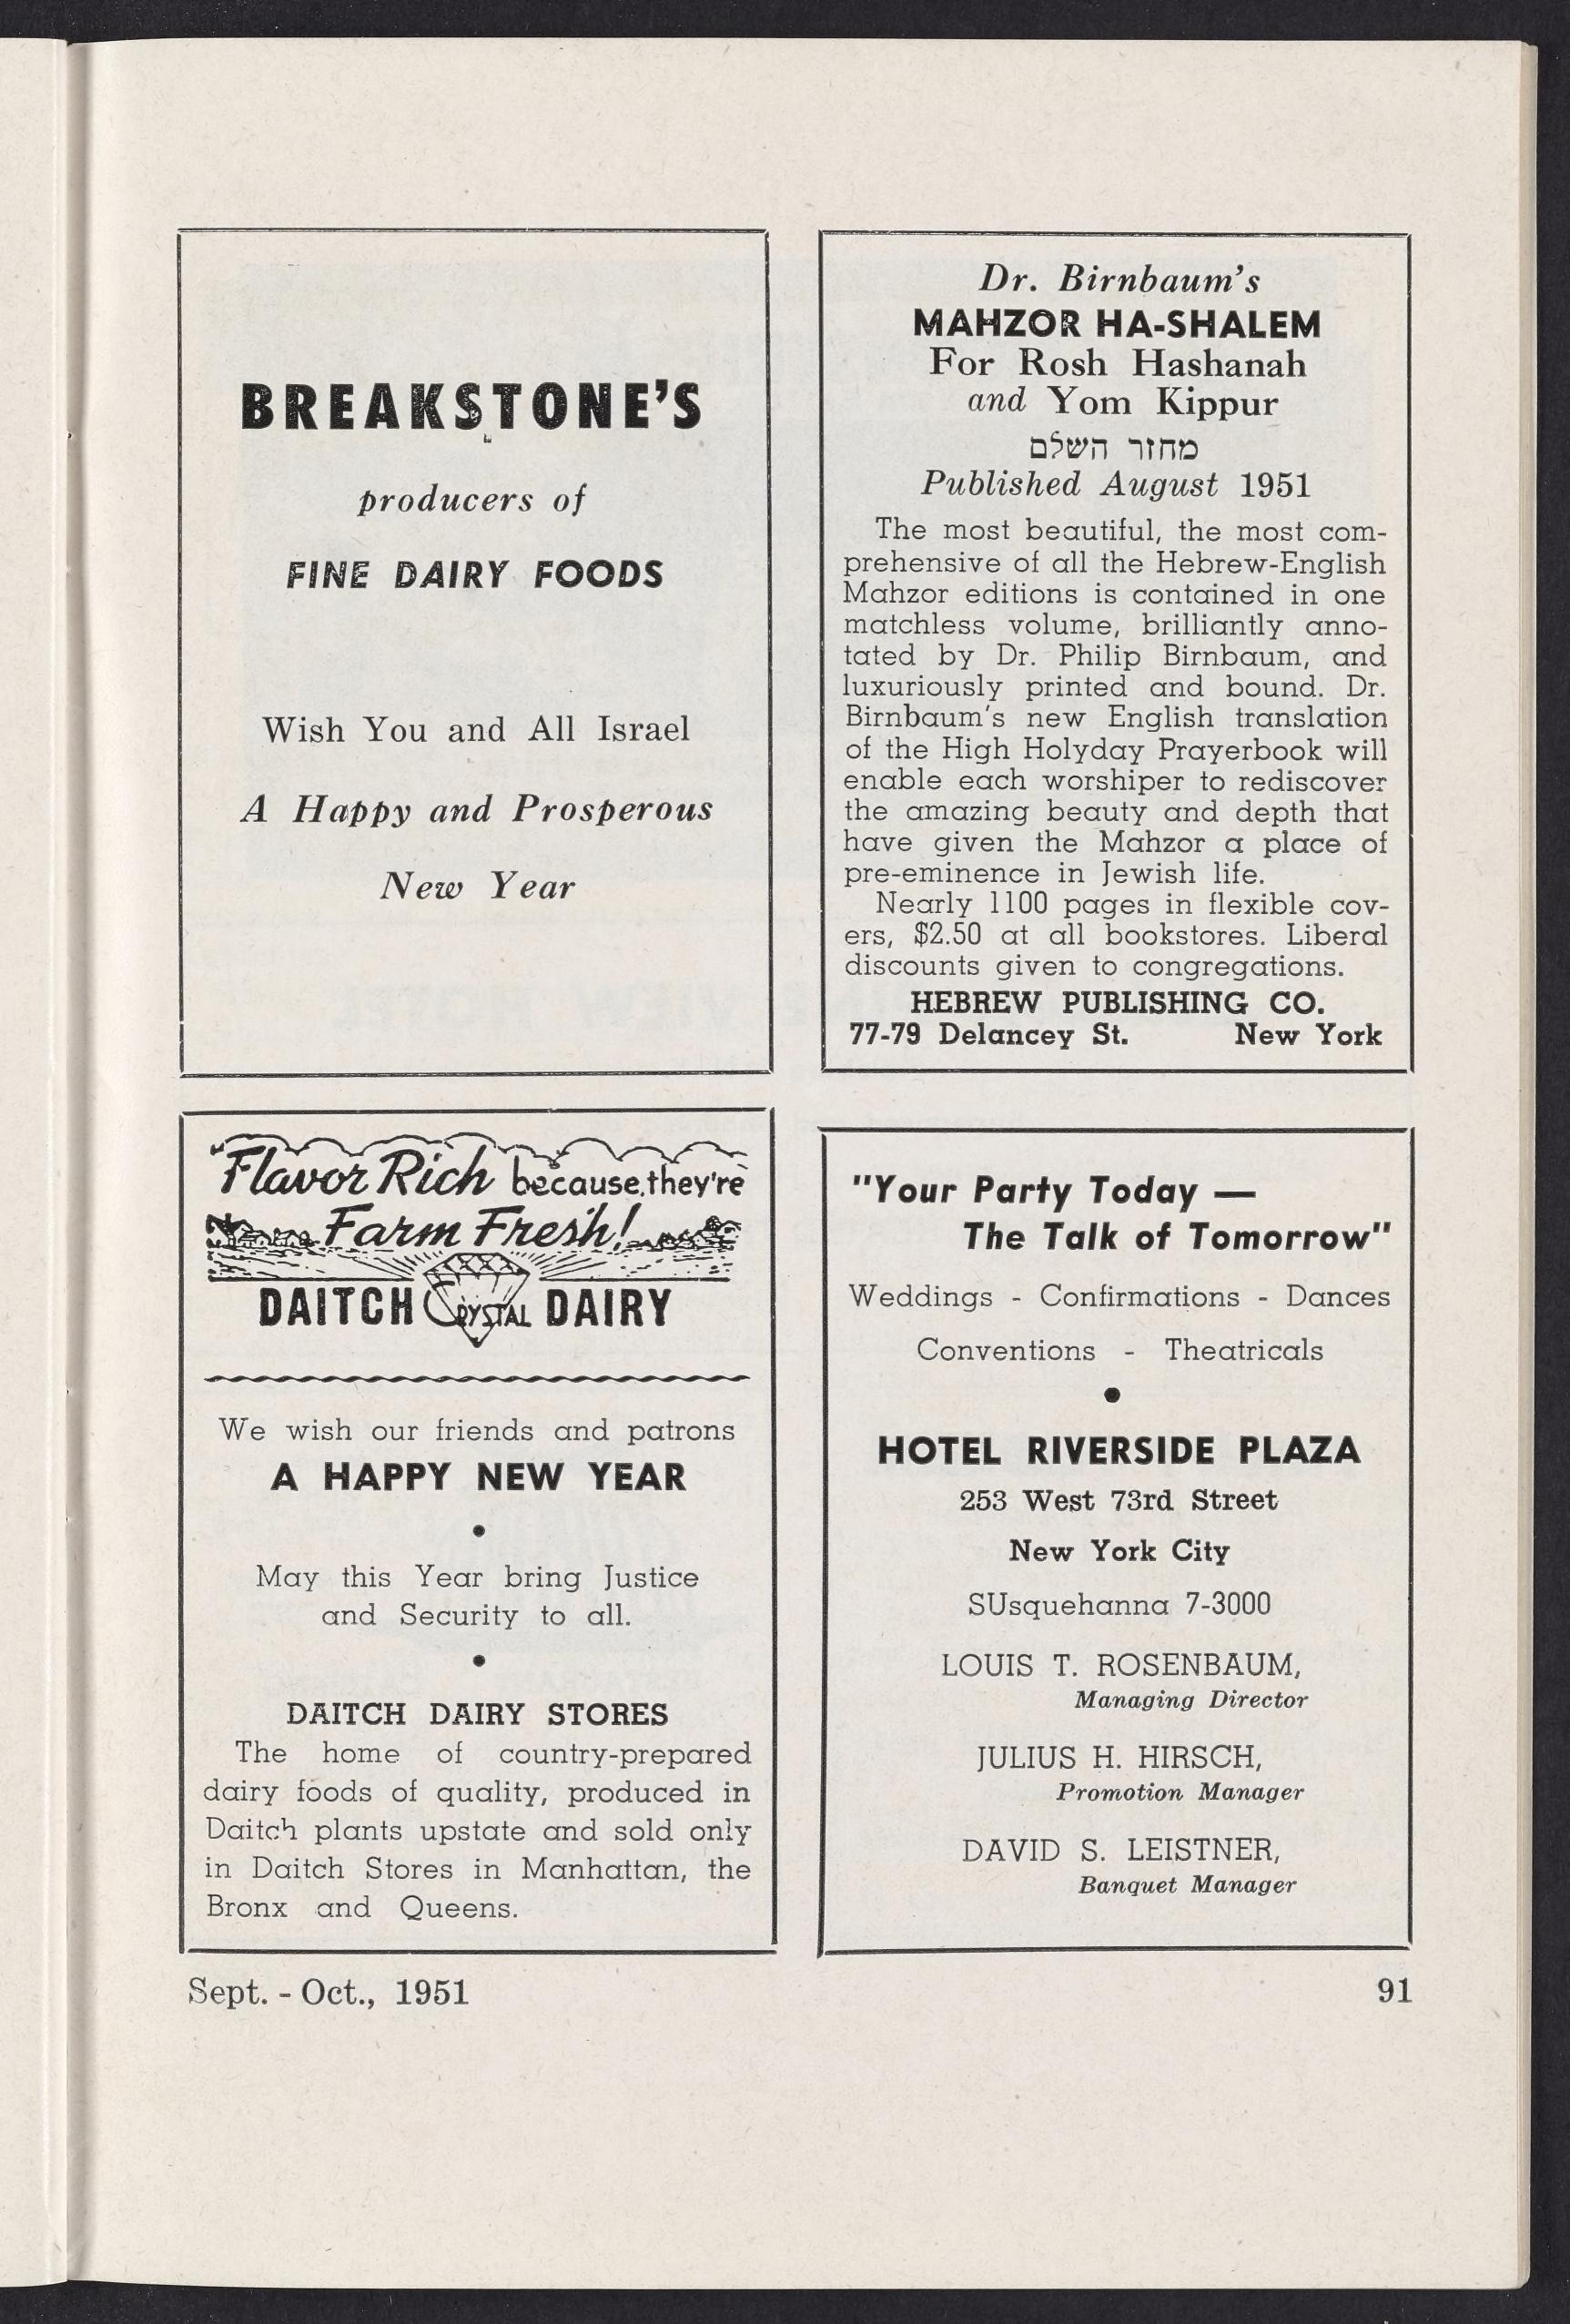 BREAKSTONE'S
producers of
FINE DAIRY FOODS
Wish You and All Israel
A Happy and Prosperous
New Year
Dr. Birnbaum's
MAHZOR HA-SHALEM
For Rosh Hashanah
and Yom Kippur
מחזר השלם
Published August 1951
The most beautiful, the most com-
prehensive of all the Hebrew-English
Mahzor editions is contained in one
matchless volume, brilliantly anno-
tated by Dr. Philip Birnbaum, and
luxuriously printed and bound. Dr.
Birnbaum's new English translation
of the High Holyday Prayerbook will
enable each worshiper to rediscover
the amazing beauty and depth that
have given the Mahzor a place of
pre-eminence in Jewish life.
Nearly 1100 pages in flexible cov-
ers, $2.50 at all bookstores. Liberal
discounts given to congregations.
HEBREW PUBLISHING CO.
77-79 Delancey St. New York
"Flavor Rich because they're
Farm Fresh!
DAITCH CRYSTAL DAIRY
We wish our friends and patrons
A HAPPY NEW YEAR
•
May this Year bring Justice
and Security to all.
•
DAITCH DAIRY STORES
The home of country-prepared
dairy foods of quality, produced in
Daitch plants upstate and sold only
in Daitch Stores in Manhattan, the
Bronx and Queens.
"Your Party Today —
The Talk of Tomorrow"
Weddings - Confirmations - Dances
Conventions - Theatricals
•
HOTEL RIVERSIDE PLAZA
253 West 73rd Street
New York City
SUsquehanna 7-3000
LOUIS T. ROSENBAUM,
Managing Director
JULIUS H. HIRSCH,
Promotion Manager
DAVID S. LEISTNER,
Banquet Manager
Sept. - Oct., 1951
91